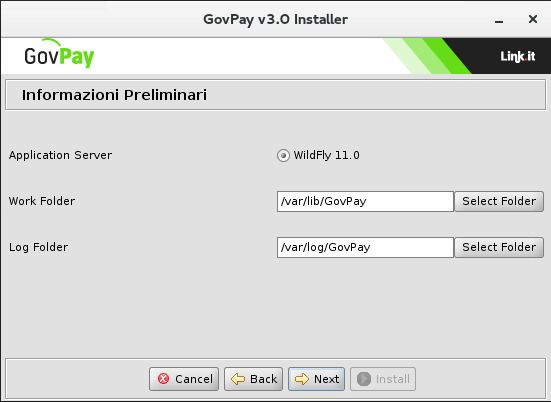 GovPay v3.0 Installer
GovPay
Link.it
Informazioni Preliminari
Application Server
WildFly 11.0
Work Folder
/var/lib/GovPay
Select Folder
Log Folder
/var/log/GovPay
Select Folder
Cancel
Back
Next
Install